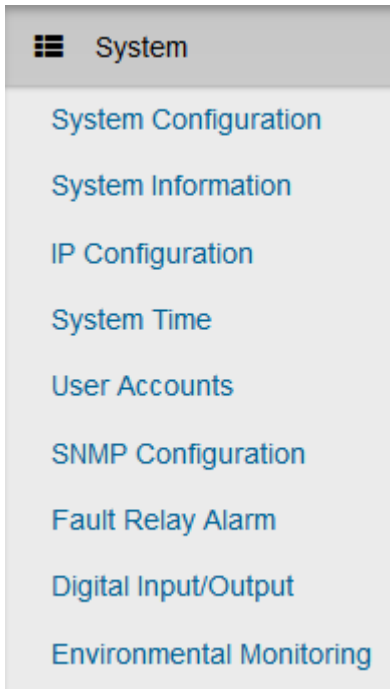 System
System Configuration
System Information
IP Configuration
System Time
User Accounts
SNMP Configuration
Fault Relay Alarm
Digital Input/Output
Environmental Monitoring